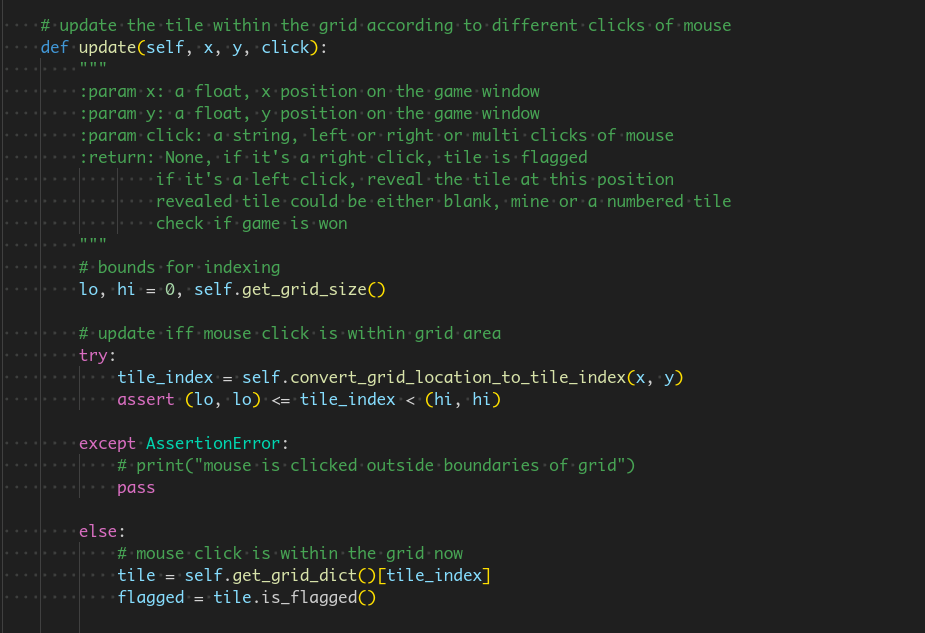 # update the tile within the grid according to different clicks of mouse
def update(self, x, y, click):
"""
:param x: a float, x position on the game window
:param y: a float, y position on the game window
:param click: a string, left or right or multi clicks of mouse
:return: None, if it's a right click, tile is flagged
if it's a left click, reveal the tile at this position
revealed tile could be either blank, mine or a numbered tile
check if game is won
"""
# bounds for indexing
lo, hi = 0, self.get_grid_size()
# update iff mouse click is within grid area
try:
tile_index = self.convert_grid_location_to_tile_index(x, y)
assert (lo, lo) <= tile_index < (hi, hi)
except AssertionError:
# print("mouse is clicked outside boundaries of grid")
pass
else:
# mouse click is within the grid now
tile = self.get_grid_dict()[tile_index]
flagged = tile.is_flagged()